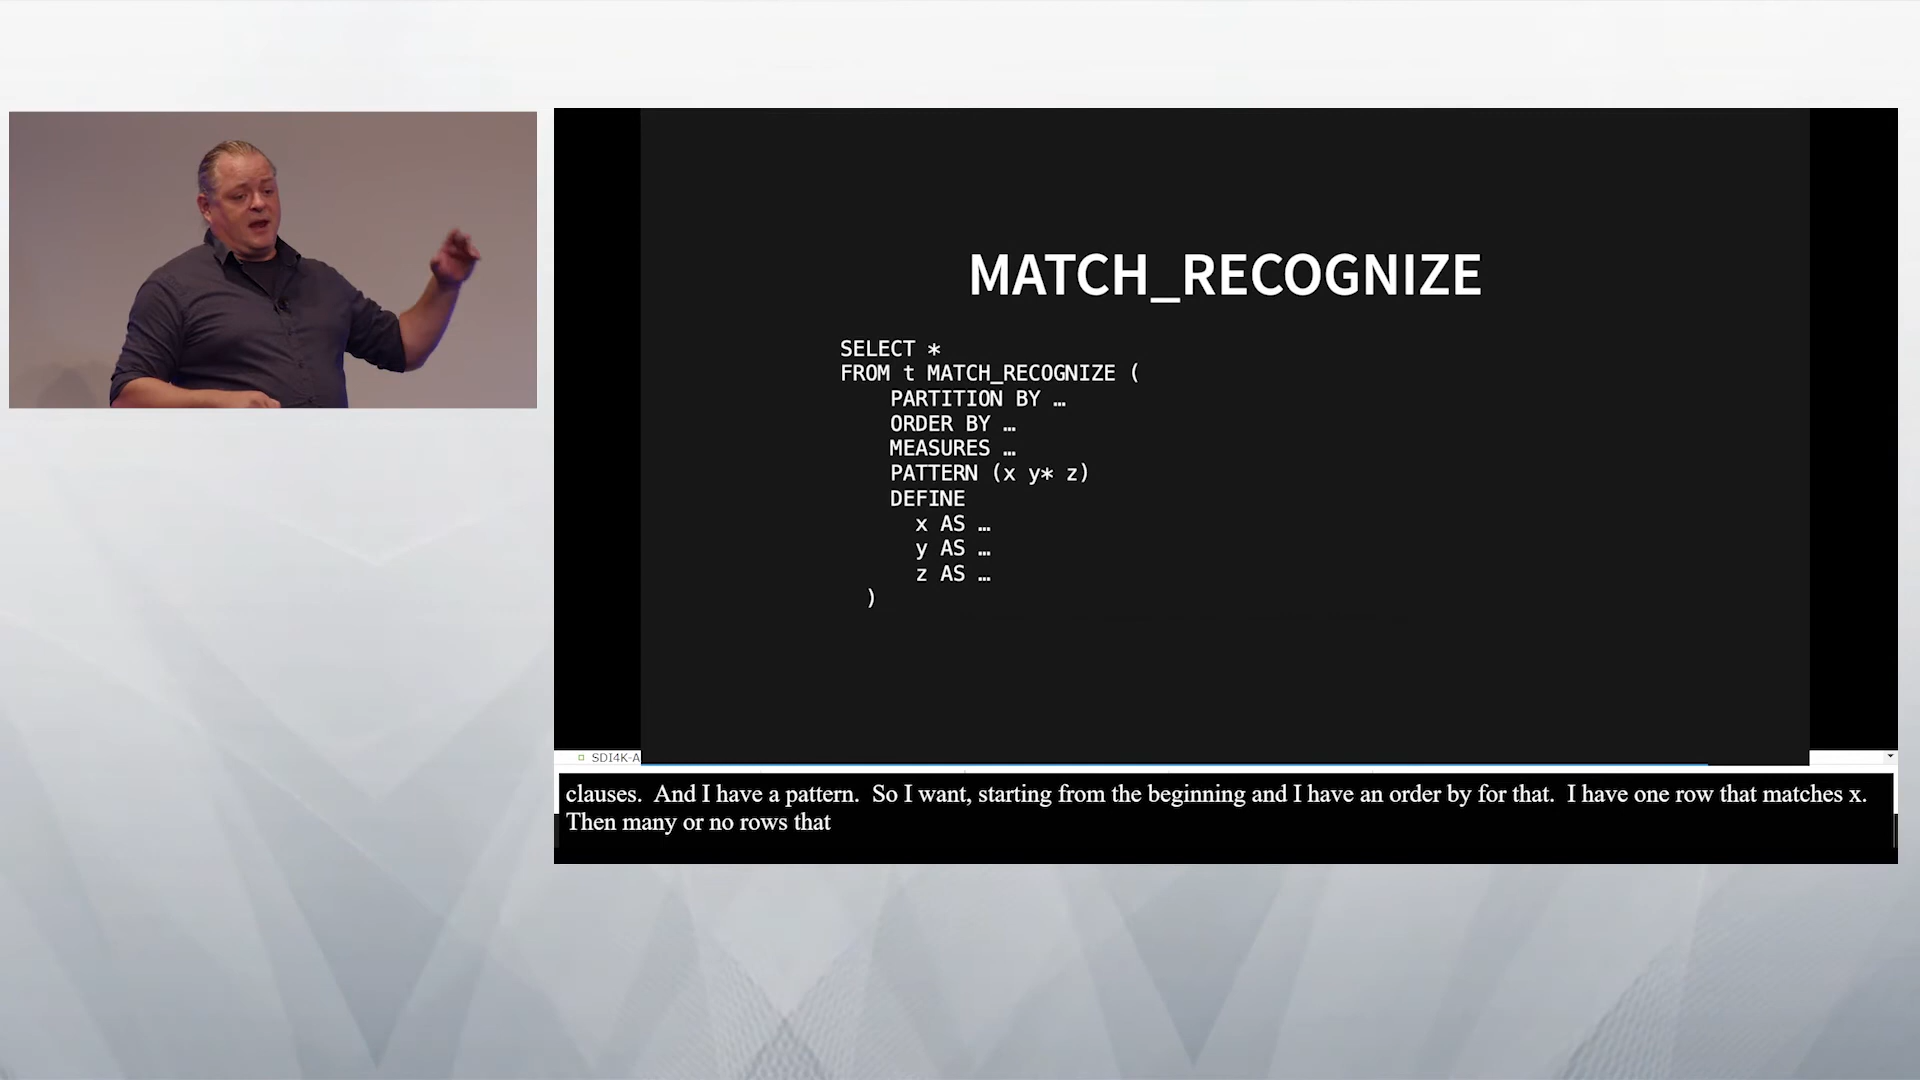 MATCH_RECOGNIZE
SELECT *
FROM t MATCH_RECOGNIZE (
PARTITION BY …
ORDER BY …
MEASURES …
PATTERN (x y* z)
DEFINE
x AS …
y AS …
z AS …
)
SDI4K-A
clauses. And I have a pattern. So I want, starting from the beginning and I have an order by for that. I have one row that matches x.
Then many or no rows that